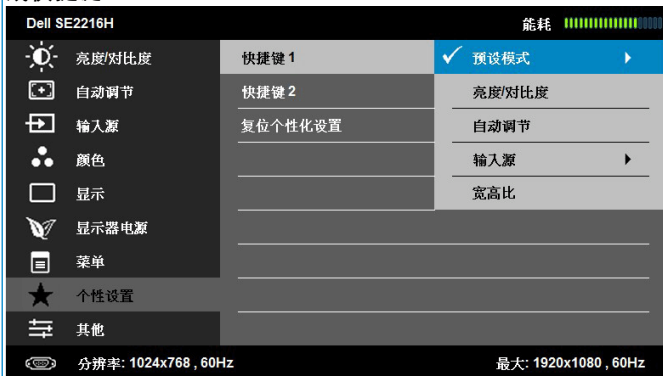 Dell SE2216H 能耗
亮度/对比度 快捷键 1 预设模式
自动调节 快捷键 2 亮度/对比度
输入源 复位个性化设置 自动调节
颜色 输入源
显示 宽高比
显示器电源
菜单
个性设置
其他
分辨率: 1024x768 , 60Hz 最大: 1920x1080 , 60Hz